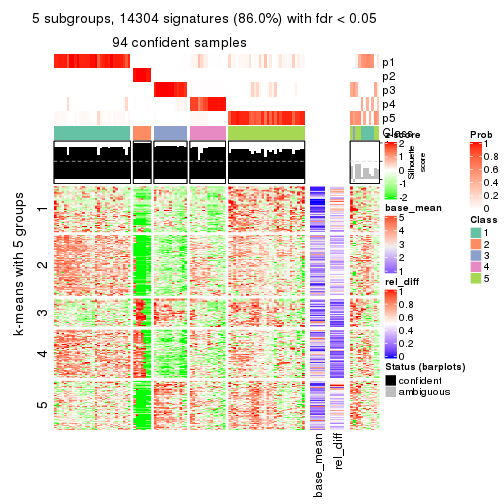 5 subgroups, 14304 signatures (86.0%) with fdr < 0.05
94 confident samples
p1
p2
p3
p4
p5
Class
Silhouette
score
k-means with 5 groups
1
2
3
4
5
base_mean
rel_diff
z-score
2
1
0
-1
-2
base_mean
5
4
3
2
1
rel_diff
1
0.8
0.6
0.4
0.2
0
Status (barplots)
confident
ambiguous
Prob
1
0.8
0.6
0.4
0.2
0
Class
1
2
3
4
5